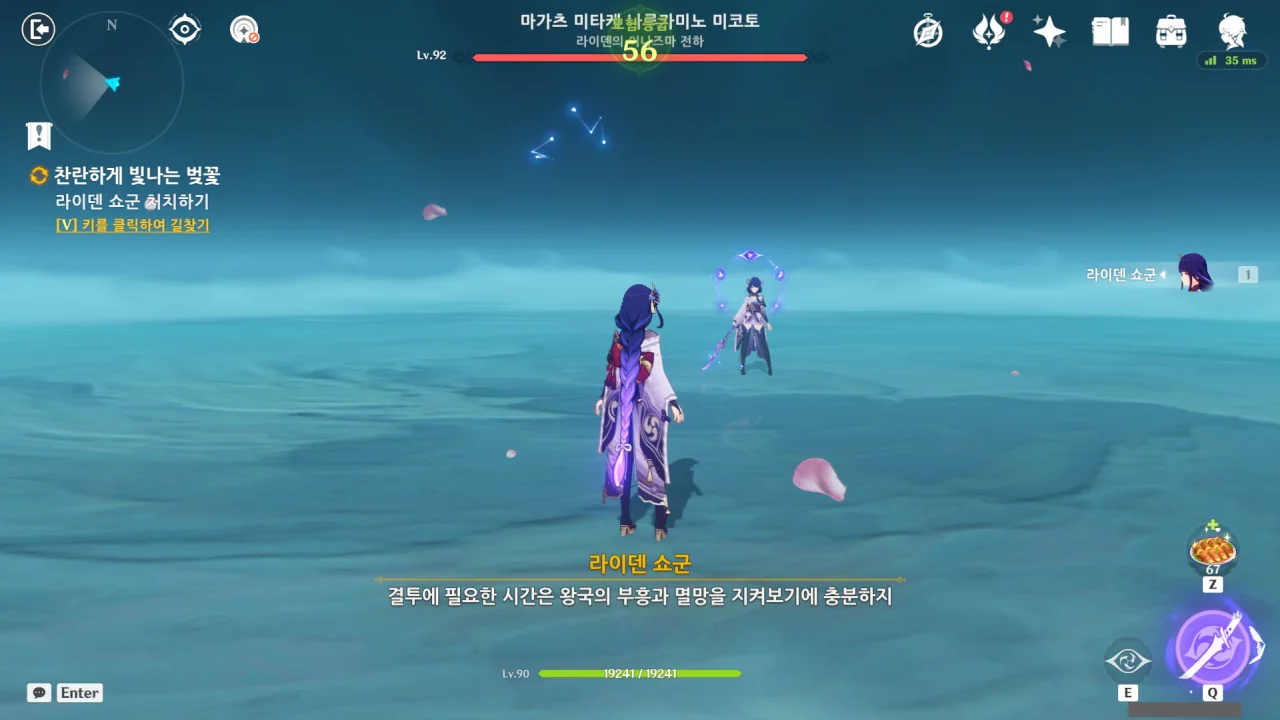 N
마가츠 미타케 나루카미노 미코토
라이덴의 이나즈마 전하
Lv.92
56
35 ms
찬란하게 빛나는 벚꽃
라이덴 쇼군 처치하기
[V] 키를 클릭하여 길찾기
라이덴 쇼군
1
라이덴 쇼군
결투에 필요한 시간은 왕국의 부흥과 멸망을 지켜보기에 충분하지
67
Z
Lv.90
19241 / 19241
Enter
E
Q